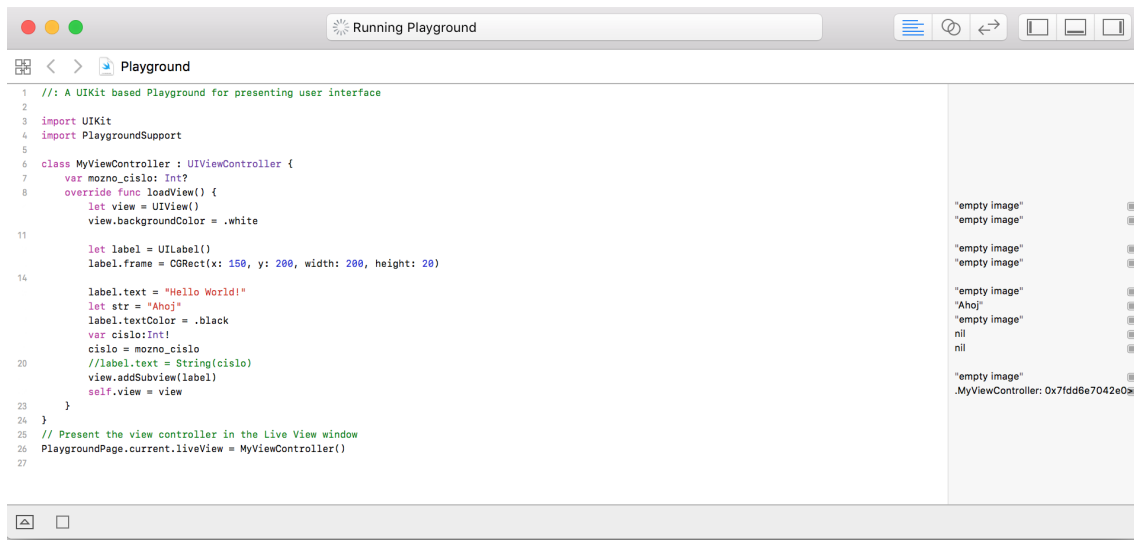 Running Playground
Playground
1 //: A UIKit based Playground for presenting user interface
2
3 import UIKit
4 import PlaygroundSupport
5
6 class MyViewController : UIViewController {
7 var mozno_cislo: Int?
8 override func loadView() {
let view = UIView() "empty image"
view.backgroundColor = .white "empty image"
11
let label = UILabel() "empty image"
label.frame = CGRect(x: 150, y: 200, width: 200, height: 20) "empty image"
14
label.text = "Hello World!" "empty image"
let str = "Ahoj" "Ahoj"
label.textColor = .black "empty image"
var cislo:Int! nil
cislo = mozno_cislo nil
20 //label.text = String(cislo)
view.addSubview(label) "empty image"
self.view = view .MyViewController: 0x7fdd6e7042e0>
23 }
24 }
25 // Present the view controller in the Live View window
26 PlaygroundPage.current.liveView = MyViewController()
27